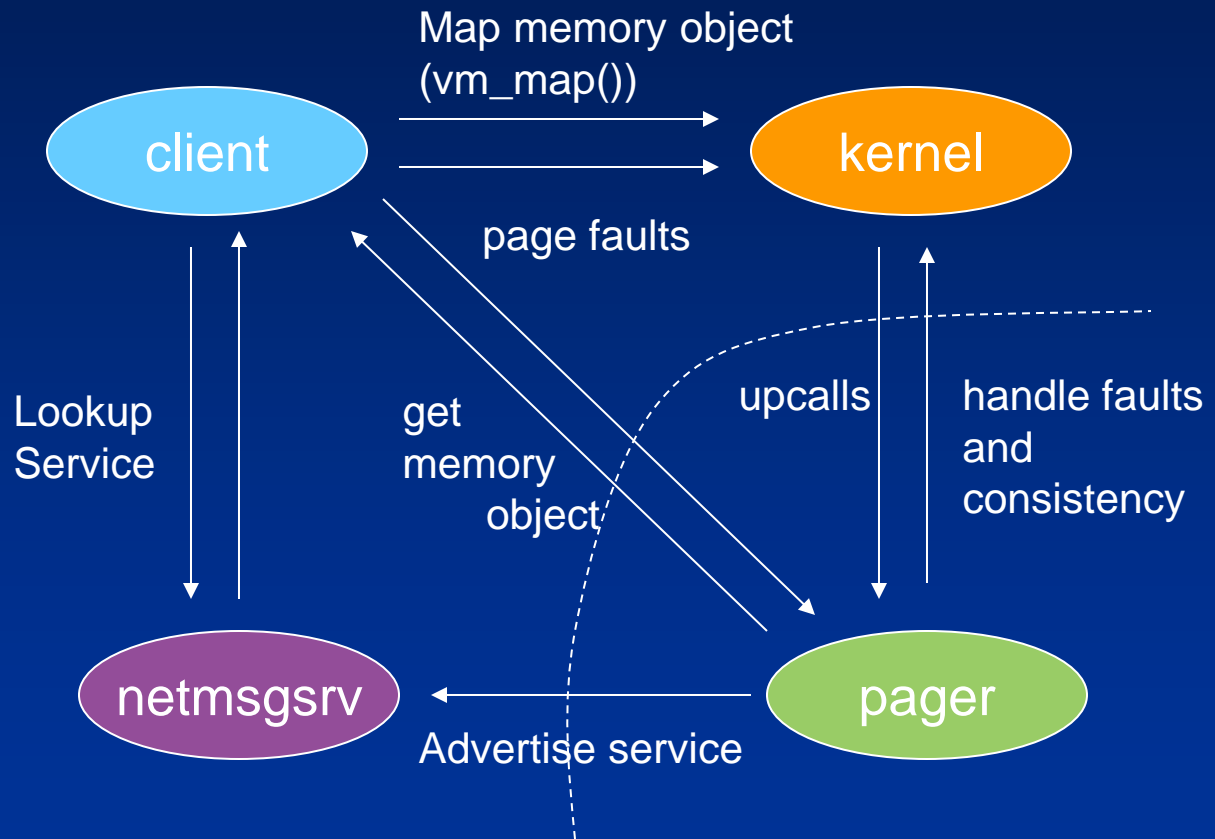 Map memory object
(vm_map())
client
kernel
page faults
Lookup
Service
get
memory
object
upcalls
handle faults
and
consistency
netmsgsrv
pager
Advertise service